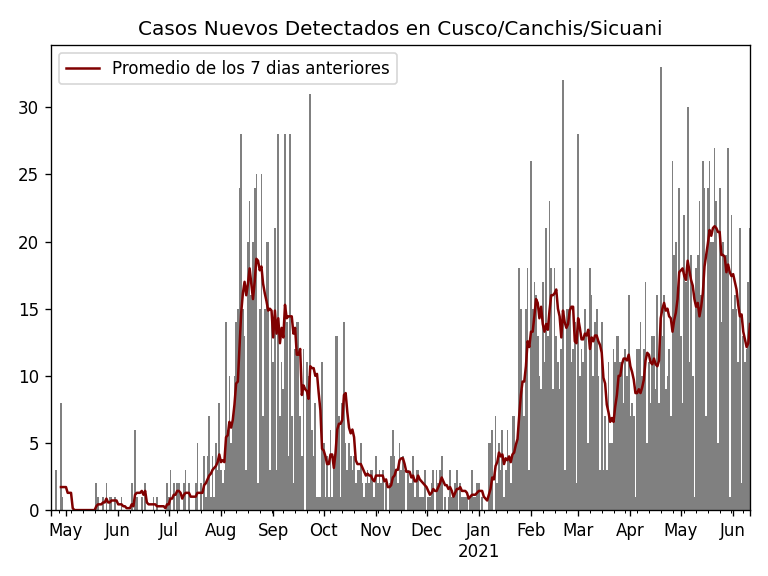 Casos Nuevos Detectados en Cusco/Canchis/Sicuani
Promedio de los 7 dias anteriores
30
25
20
15
10
5
0
May Jun Jul Aug Sep Oct Nov Dec Jan Feb Mar Apr May Jun
2021